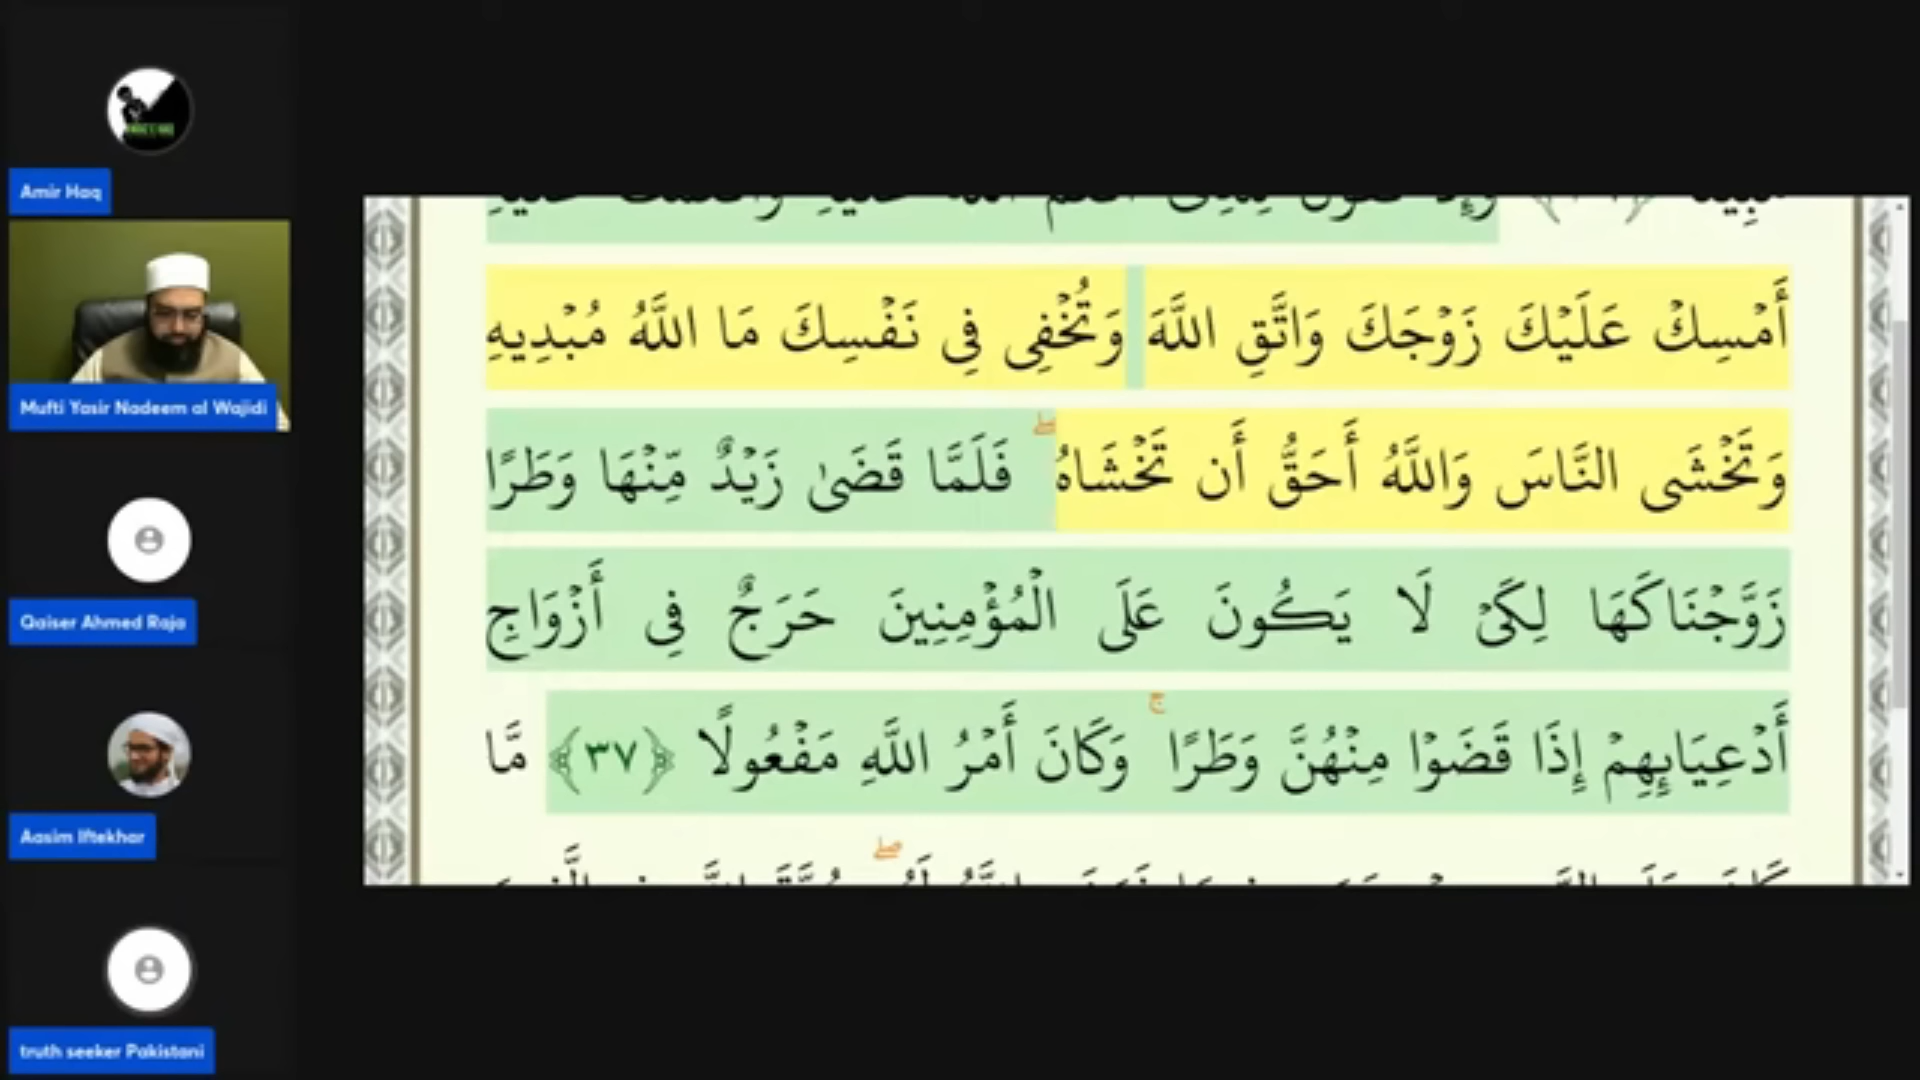 Amir Haq
Mufti Yasir Nadeem al Wajidi
Qaiser Ahmed Raja
Aasim Iftekhar
truth seeker Pakistani
أَمْسِكْ عَلَيْكَ زَوْجَكَ وَاتَّقِ اللَّهَ وَتُخْفِي فِي نَفْسِكَ مَا اللَّهُ مُبْدِيهِ
وَتَخْشَى النَّاسَ وَاللَّهُ أَحَقُّ أَن تَخْشَاهُ ۖ فَلَمَّا قَضَىٰ زَيْدٌ مِّنْهَا وَطَرًا
زَوَّجْنَاكَهَا لِكَيْ لَا يَكُونَ عَلَى الْمُؤْمِنِينَ حَرَجٌ فِي أَزْوَاجِ
أَدْعِيَائِهِمْ إِذَا قَضَوْا مِنْهُنَّ وَطَرًا ۚ وَكَانَ أَمْرُ اللَّهِ مَفْعُولًا ﴿٣٧﴾ مَّا